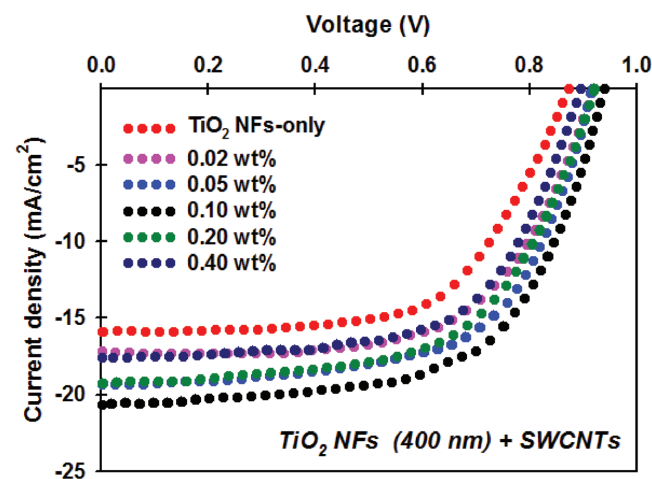 Voltage (V)
0.0 0.2 0.4 0.6 0.8 1.0
TiO₂ NFs-only
0.02 wt%
0.05 wt%
0.10 wt%
0.20 wt%
0.40 wt%
-5
-10
-15
-20
-25
Current density (mA/cm²)
TiO₂ NFs (400 nm) + SWCNTs